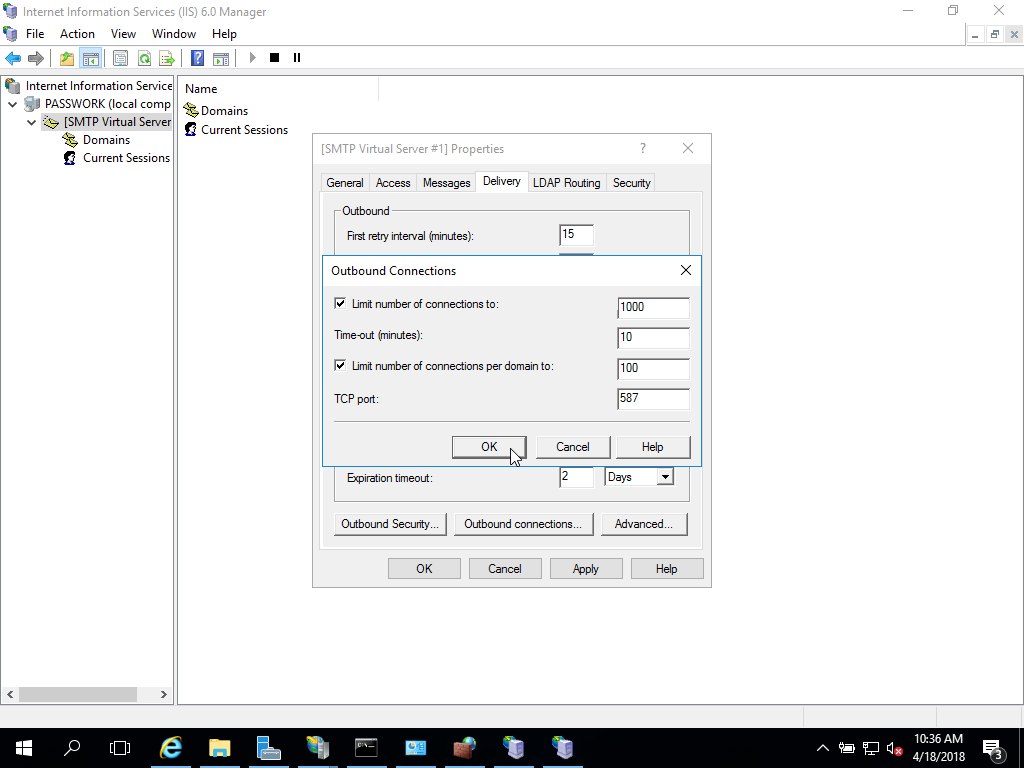 Internet Information Services (IIS) 6.0 Manager
File Action View Window Help
Internet Information Service
PASSWORK (local comp
[SMTP Virtual Server
Domains
Current Sessions
Name
Domains
Current Sessions
[SMTP Virtual Server #1] Properties
?
General Access Messages Delivery LDAP Routing Security
Outbound
First retry interval (minutes): 15
Outbound Connections
Limit number of connections to: 1000
Time-out (minutes): 10
Limit number of connections per domain to: 100
TCP port: 587
OK Cancel Help
Expiration timeout: 2 Days
Outbound Security... Outbound connections... Advanced...
OK Cancel Apply Help
10:36 AM
4/18/2018
3